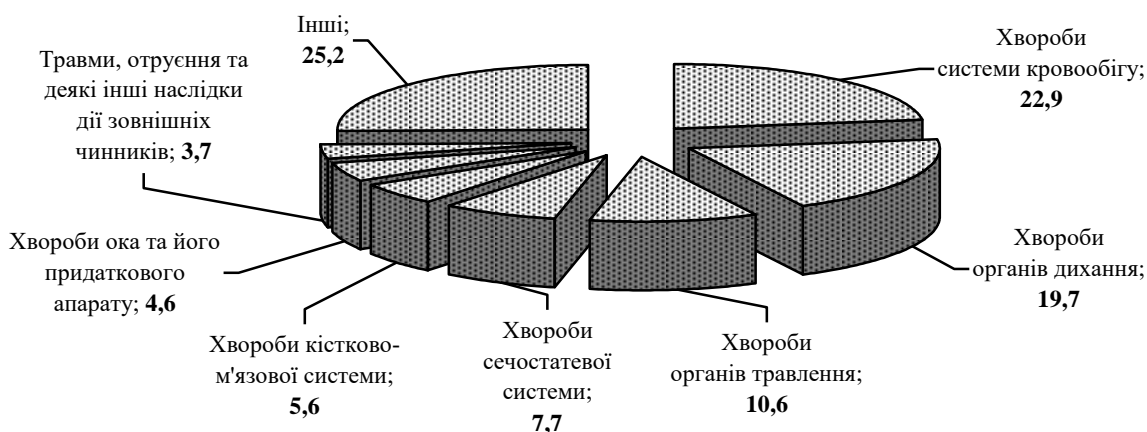 Інші;
25,2
Хвороби
системи кровообігу;
22,9
Травми, отруєння та
деякі інші наслідки
дії зовнішніх
чинників; 3,7
Хвороби ока та його
придаткового
апарату; 4,6
Хвороби
органів дихання;
19,7
Хвороби кістково-
м'язової системи;
5,6
Хвороби
сечостатевої
системи;
7,7
Хвороби
органів травлення;
10,6